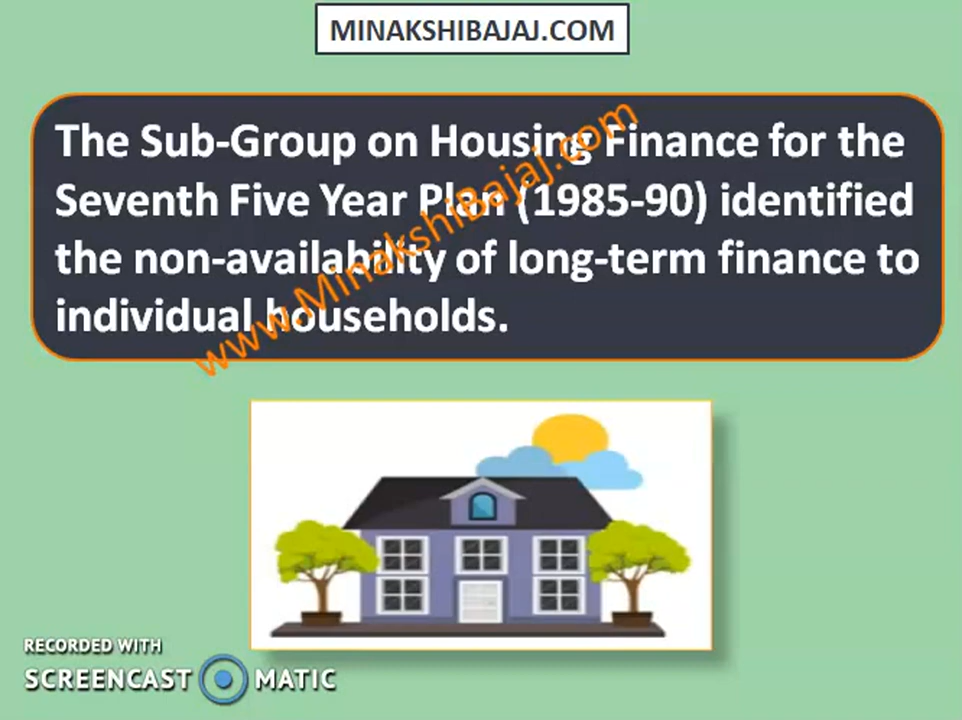 MINAKSHIBAJAJ.COM
The Sub-Group on Housing Finance for the
Seventh Five Year Plan (1985-90) identified
the non-availability of long-term finance to
individual households.
www.MinakshiBajaj.com
RECORDED WITH
SCREENCAST MATIC